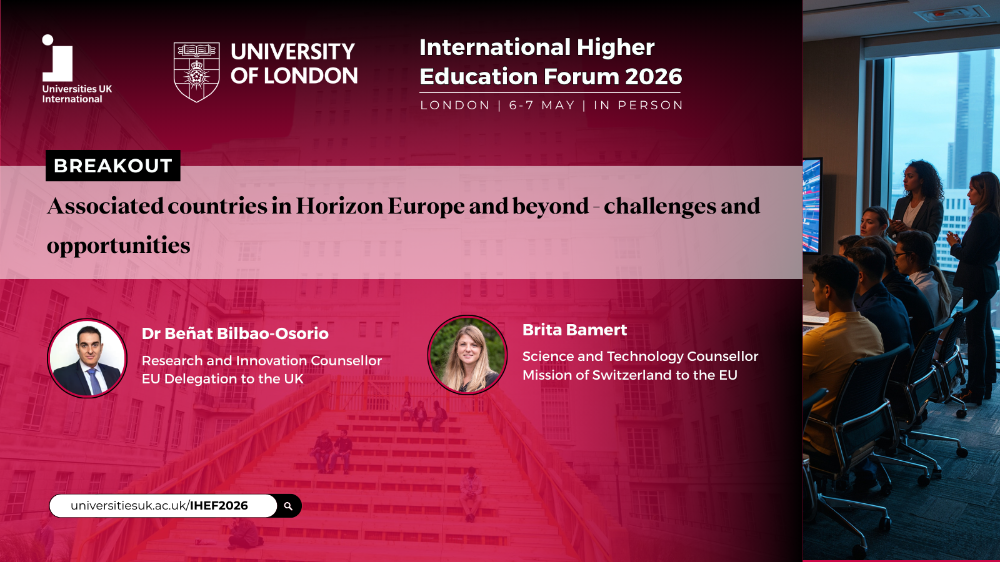 Universities UK
International
UNIVERSITY
OF LONDON
International Higher
Education Forum 2026
LONDON | 6-7 MAY | IN PERSON
BREAKOUT
Associated countries in Horizon Europe and beyond - challenges and
opportunities
Dr Beñat Bilbao-Osorio
Research and Innovation Counsellor
EU Delegation to the UK
Brita Bamert
Science and Technology Counsellor
Mission of Switzerland to the EU
universitiesuk.ac.uk/IHEF2026